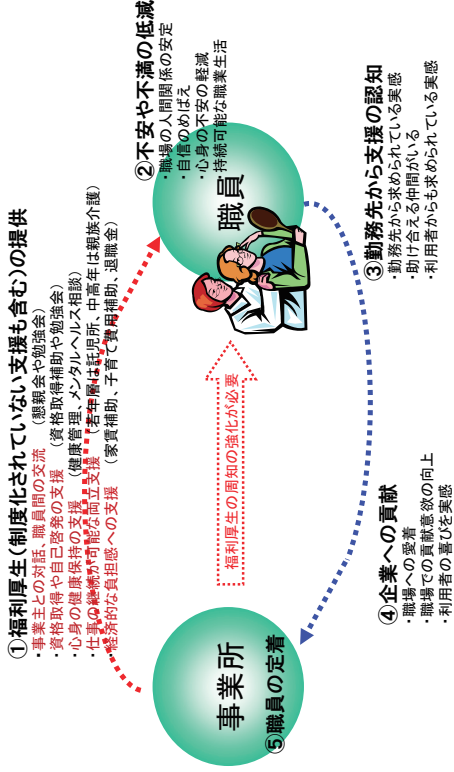 ①福利厚生(制度化されていない支援も含む)の提供
・事業主との対話、職員間の交流　(懇親会や勉強会)
・資格取得や自己啓発の支援　(資格取得補助や勉強会)
・心身の健康保持の支援　(健康管理、メンタルヘルス相談)
・仕事の継続が可能な両立支援　(若年層は託児所、中高年は親族介護)
・経済的な負担感への支援　(家賃補助、子育て費用補助、退職金)
②不安や不満の低減
・職場の人間関係の安定
・自信のめばえ
・心身の不安の軽減
・持続可能な職業生活
職員
福利厚生の周知の強化が必要
事業所
⑤職員の定着
③勤務先から支援の認知
・勤務先から求められている実感
・助け合える仲間がいる
・利用者からも求められている実感
④企業への貢献
・職場への愛着
・職場での貢献意欲の向上
・利用者の喜びを実感